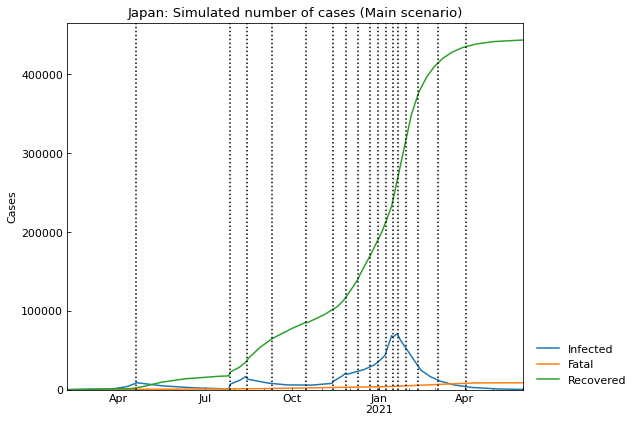 Japan: Simulated number of cases (Main scenario)
400000
300000
200000
100000
0
Cases
Apr
Jul
Oct
Jan
2021
Apr
Infected
Fatal
Recovered